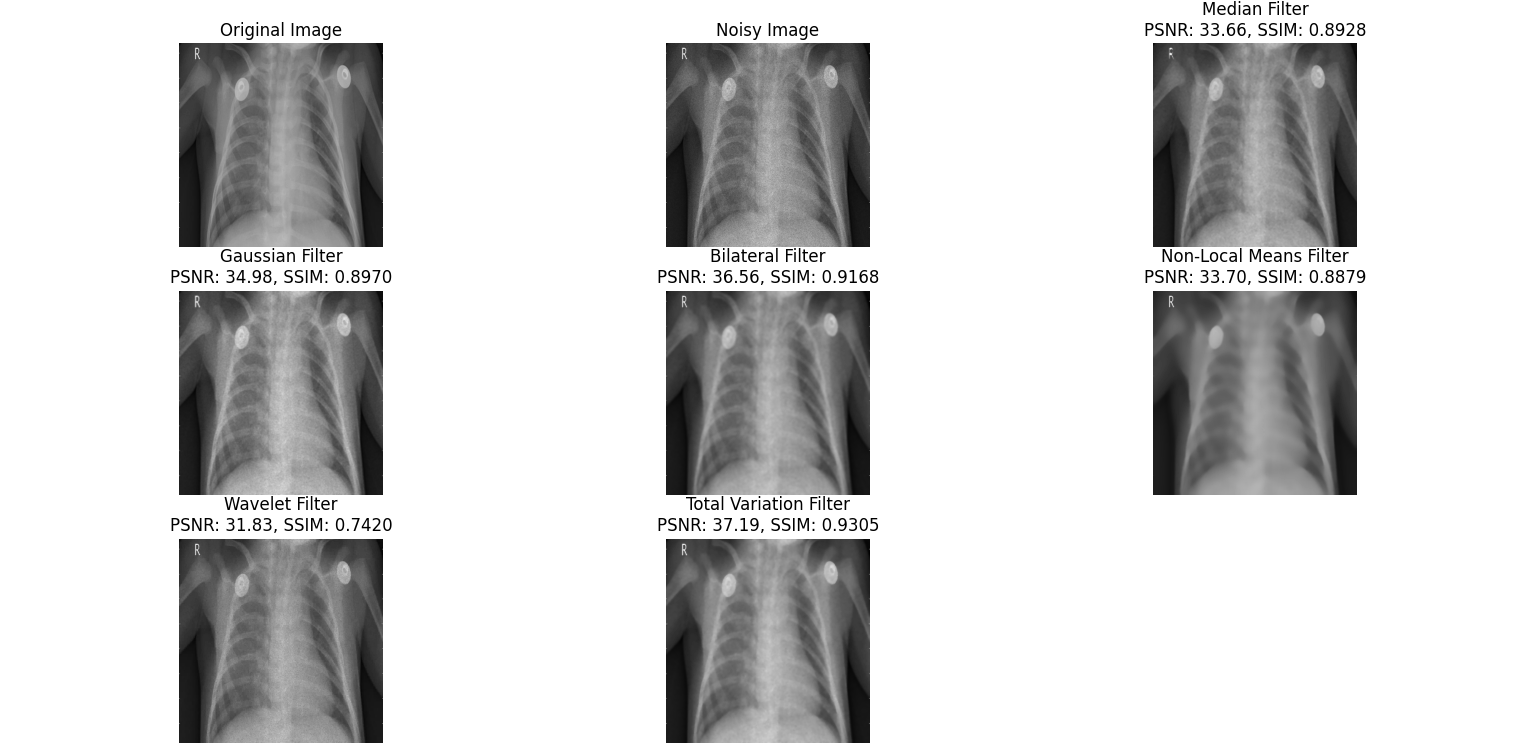 Original Image
R
Noisy Image
R
Median Filter
PSNR: 33.66, SSIM: 0.8928
R
Gaussian Filter
PSNR: 34.98, SSIM: 0.8970
R
Bilateral Filter
PSNR: 36.56, SSIM: 0.9168
R
Non-Local Means Filter
PSNR: 33.70, SSIM: 0.8879
R
Wavelet Filter
PSNR: 31.83, SSIM: 0.7420
R
Total Variation Filter
PSNR: 37.19, SSIM: 0.9305
R